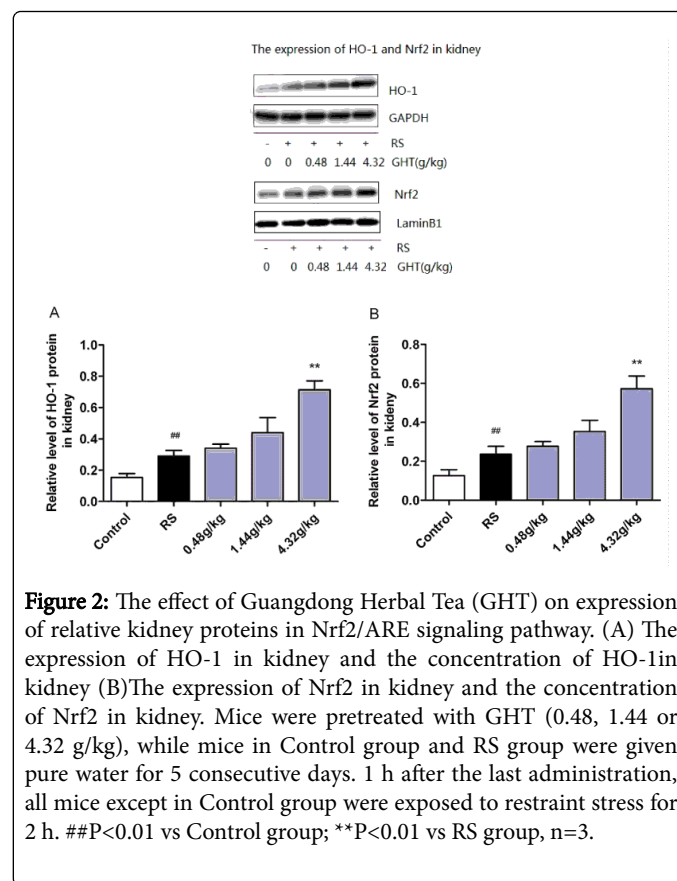 The expression of HO-1 and Nrf2 in kidney
HO-1
GAPDH
- + + + + RS
0 0 0.48 1.44 4.32 GHT(g/kg)
Nrf2
LaminB1
- + + + + RS
0 0 0.48 1.44 4.32 GHT(g/kg)
A
Relative level of HO-1 protein
in kidney
1.0
0.8
0.6
0.4
0.2
0.0
##
**
Control
RS
0.48g/kg
1.44g/kg
4.32g/kg
B
Relative level of Nrf2 protein
in kideny
0.8
0.6
0.4
0.2
0.0
##
**
Control
RS
0.48g/kg
1.44g/kg
4.32g/kg
Figure 2: The effect of Guangdong Herbal Tea (GHT) on expression
of relative kidney proteins in Nrf2/ARE signaling pathway. (A) The
expression of HO-1 in kidney and the concentration of HO-1in
kidney (B)The expression of Nrf2 in kidney and the concentration
of Nrf2 in kidney. Mice were pretreated with GHT (0.48, 1.44 or
4.32 g/kg), while mice in Control group and RS group were given
pure water for 5 consecutive days. 1 h after the last administration,
all mice except in Control group were exposed to restraint stress for
2 h. ##P<0.01 vs Control group; **P<0.01 vs RS group, n=3.